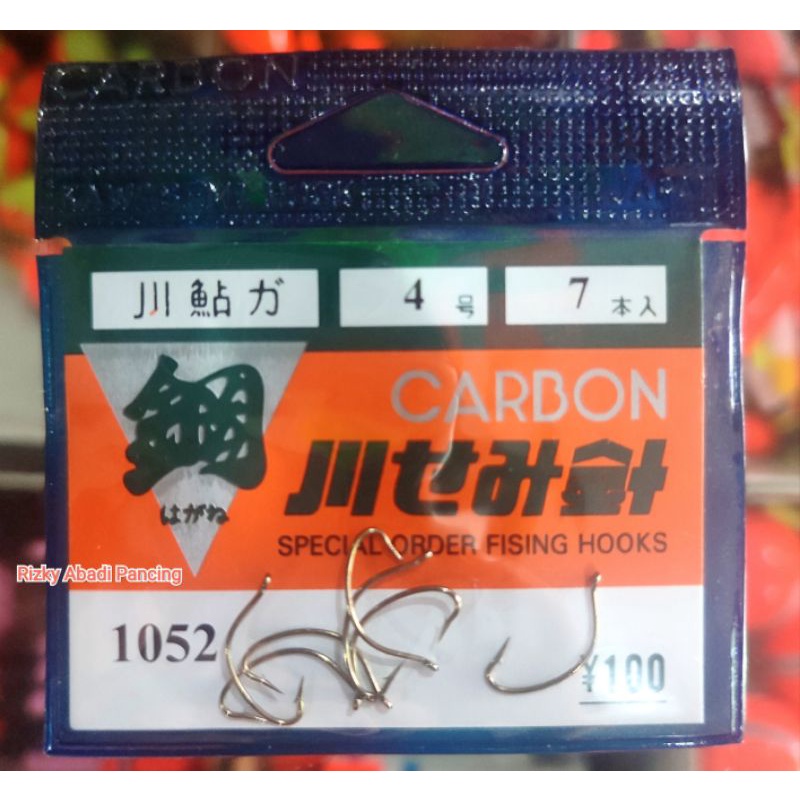 CARBON
川鮎ガ
4号
7本入
鋼
はがね
CARBON
川せみ針
SPECIAL ORDER FISING HOOKS
Rizky Abadi Pancing
1052
¥100